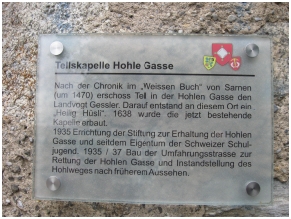 Tellskapelle Hohle Gasse
Nach der Chronik im „Weissen Buch" von Sarnen
(um 1470) erschoss Tell in der Hohlen Gasse den
Landvogt Gessler. Darauf entstand an diesem Ort ein
„Heilig Hüsli". 1638 wurde die jetzt bestehende
Kapelle erbaut.
1935 Errichtung der Stiftung zur Erhaltung der Hohlen
Gasse und seitdem Eigentum der Schweizer Schul-
jugend. 1935 / 37 Bau der Umfahrungsstrasse zur
Rettung der Hohlen Gasse und Instandstellung des
Hohlweges nach früherem Aussehen.